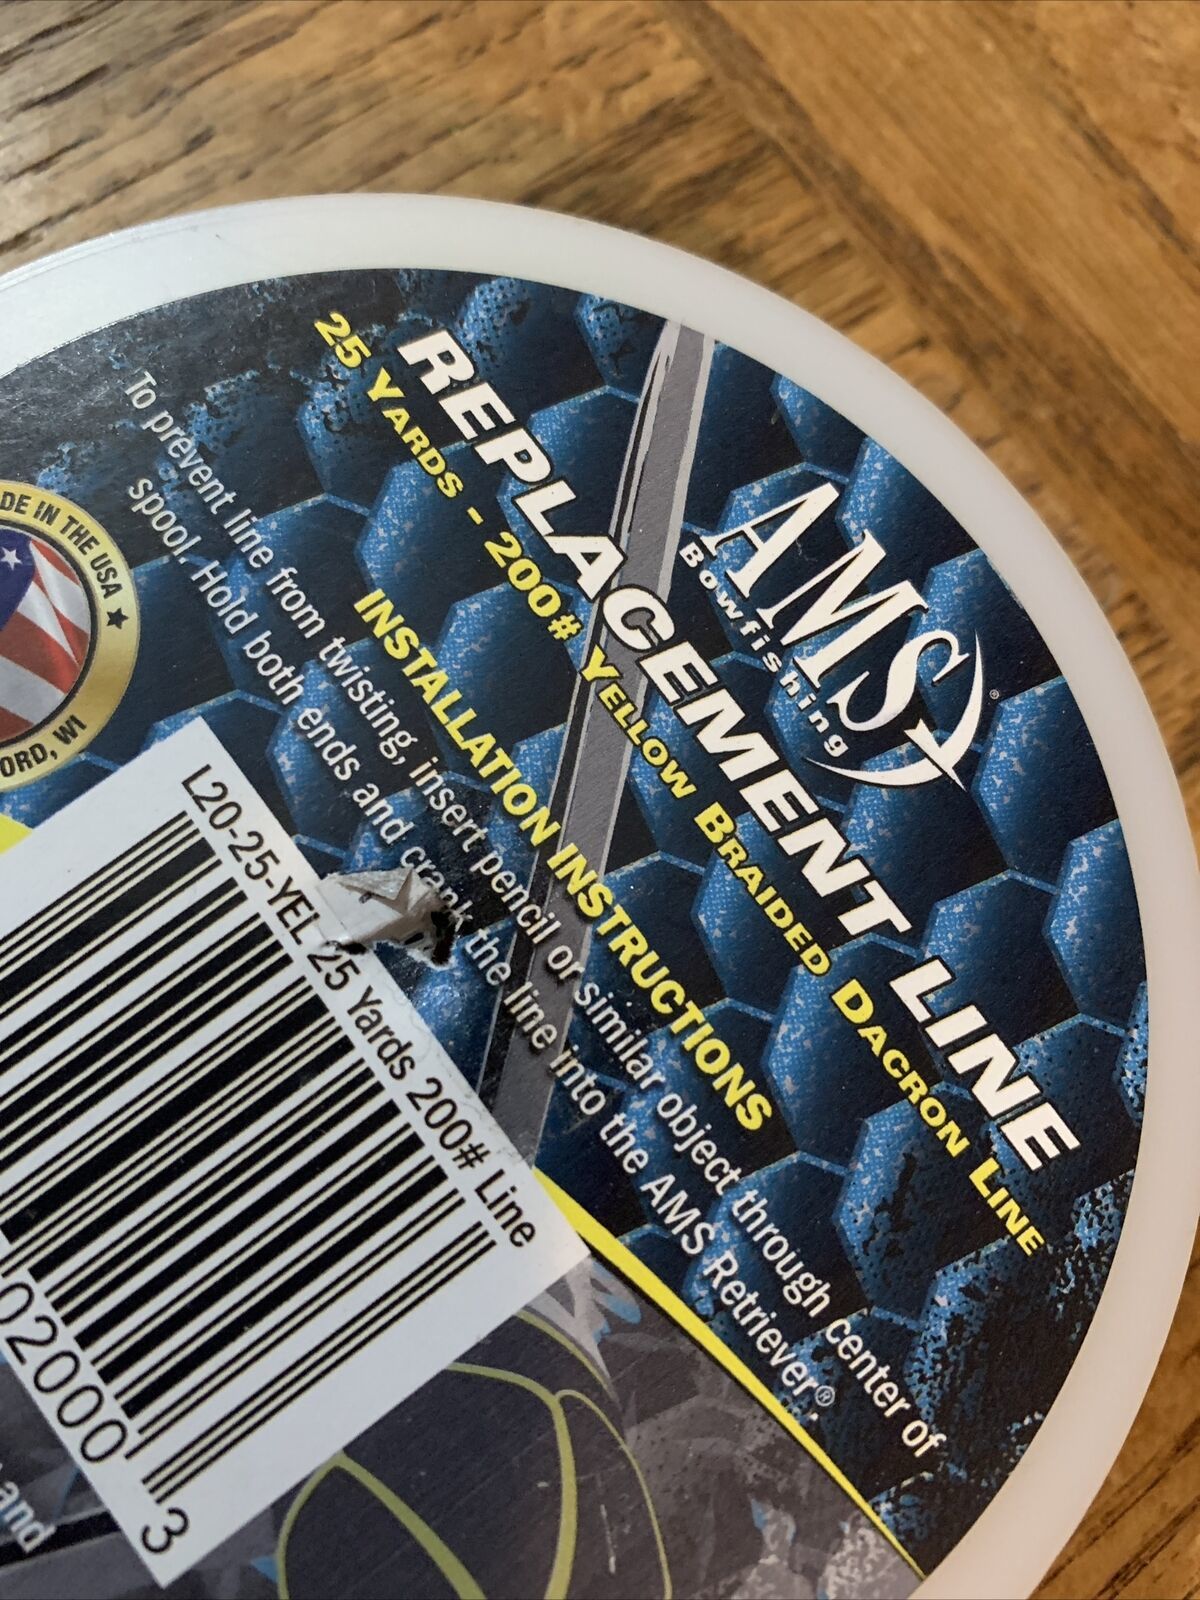 AMS®
Bowfishing
REPLACEMENT LINE
25 YARDS - 200# YELLOW BRAIDED DACRON LINE
INSTALLATION INSTRUCTIONS
To prevent line from twisting, insert pencil or similar object through center of
spool. Hold both ends and crank the line into the AMS Retriever®.
DE IN THE USA ★
ORD, WI
L20-25-YEL 25 Yards 200# Line
02000 3
and